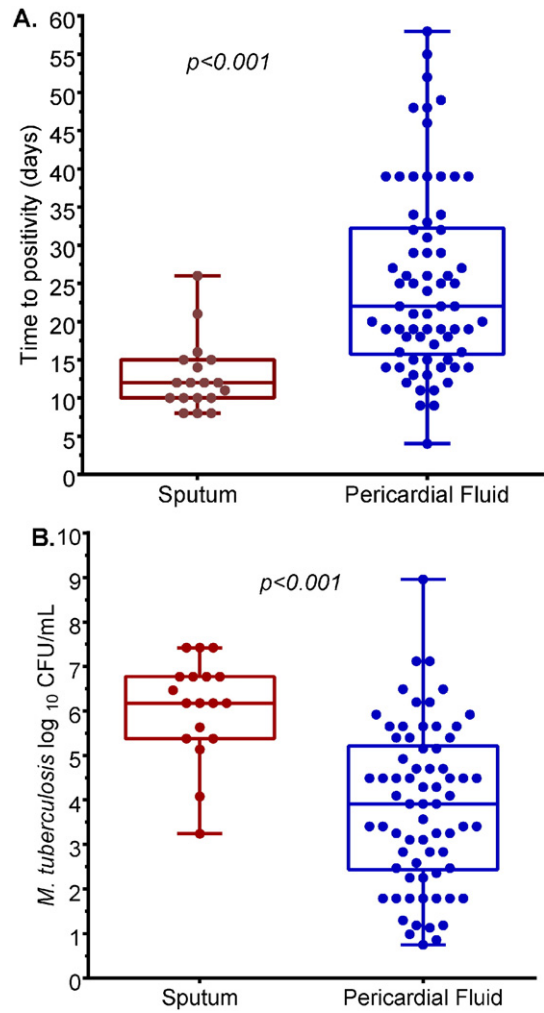 A.
p<0.001
Time to positivity (days)
60
55
50
45
40
35
30
25
20
15
10
5
0
Sputum
Pericardial Fluid
B.
p<0.001
M. tuberculosis log 10 CFU/mL
10
9
8
7
6
5
4
3
2
1
0
Sputum
Pericardial Fluid